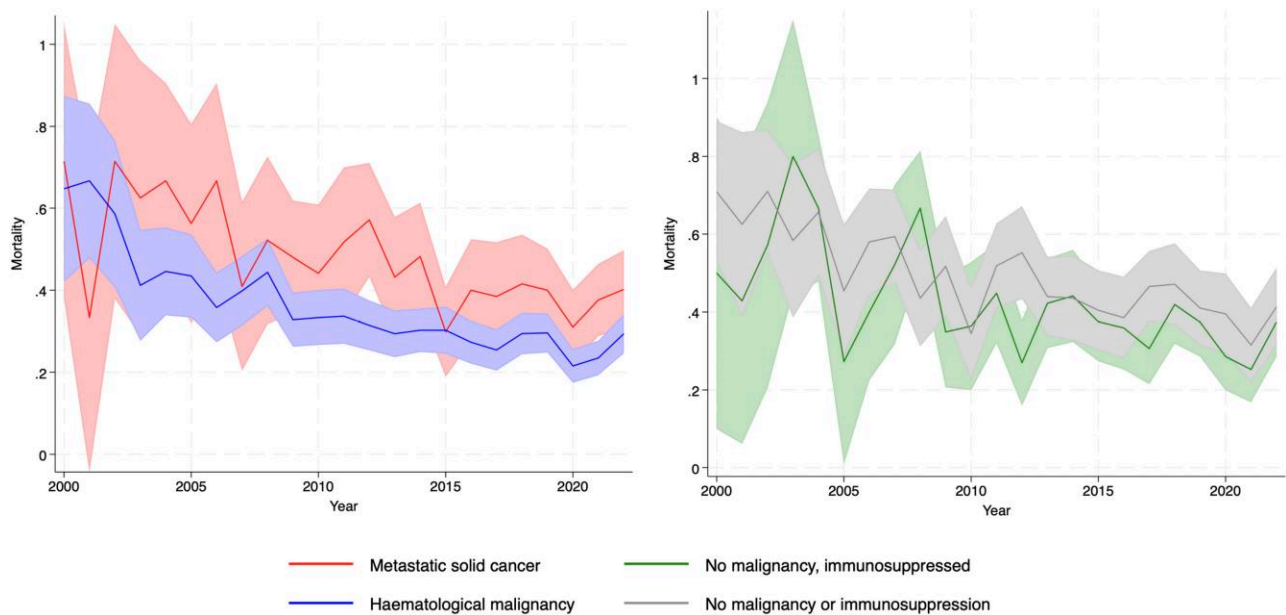 1
.8
.6
.4
.2
0
Mortality
2000
2005
2010
2015
2020
Year
1
.8
.6
.4
.2
0
Mortality
2000
2005
2010
2015
2020
Year
Metastatic solid cancer
No malignancy, immunosuppressed
Haematological malignancy
No malignancy or immunosuppression